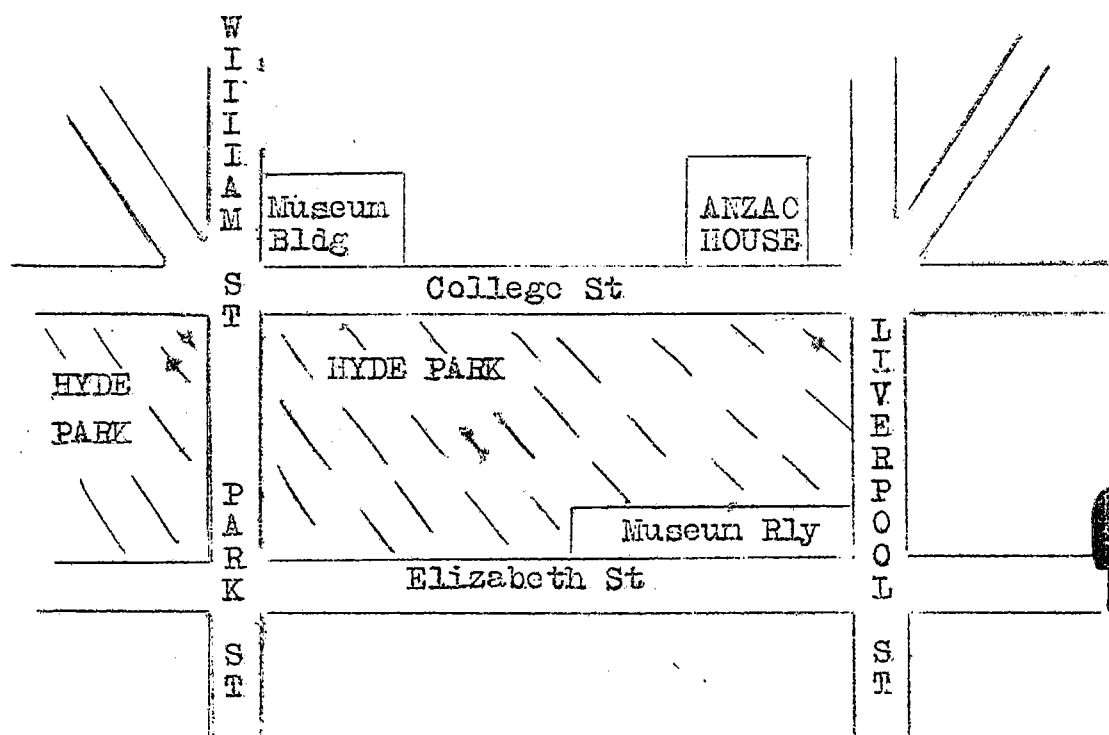 WILLIAM ST
Museum
Bldg
ANZAC
HOUSE
College St
HYDE
PARK
HYDE PARK
LIVERPOOL ST
PARK ST
Museun Rly
Elizabeth St